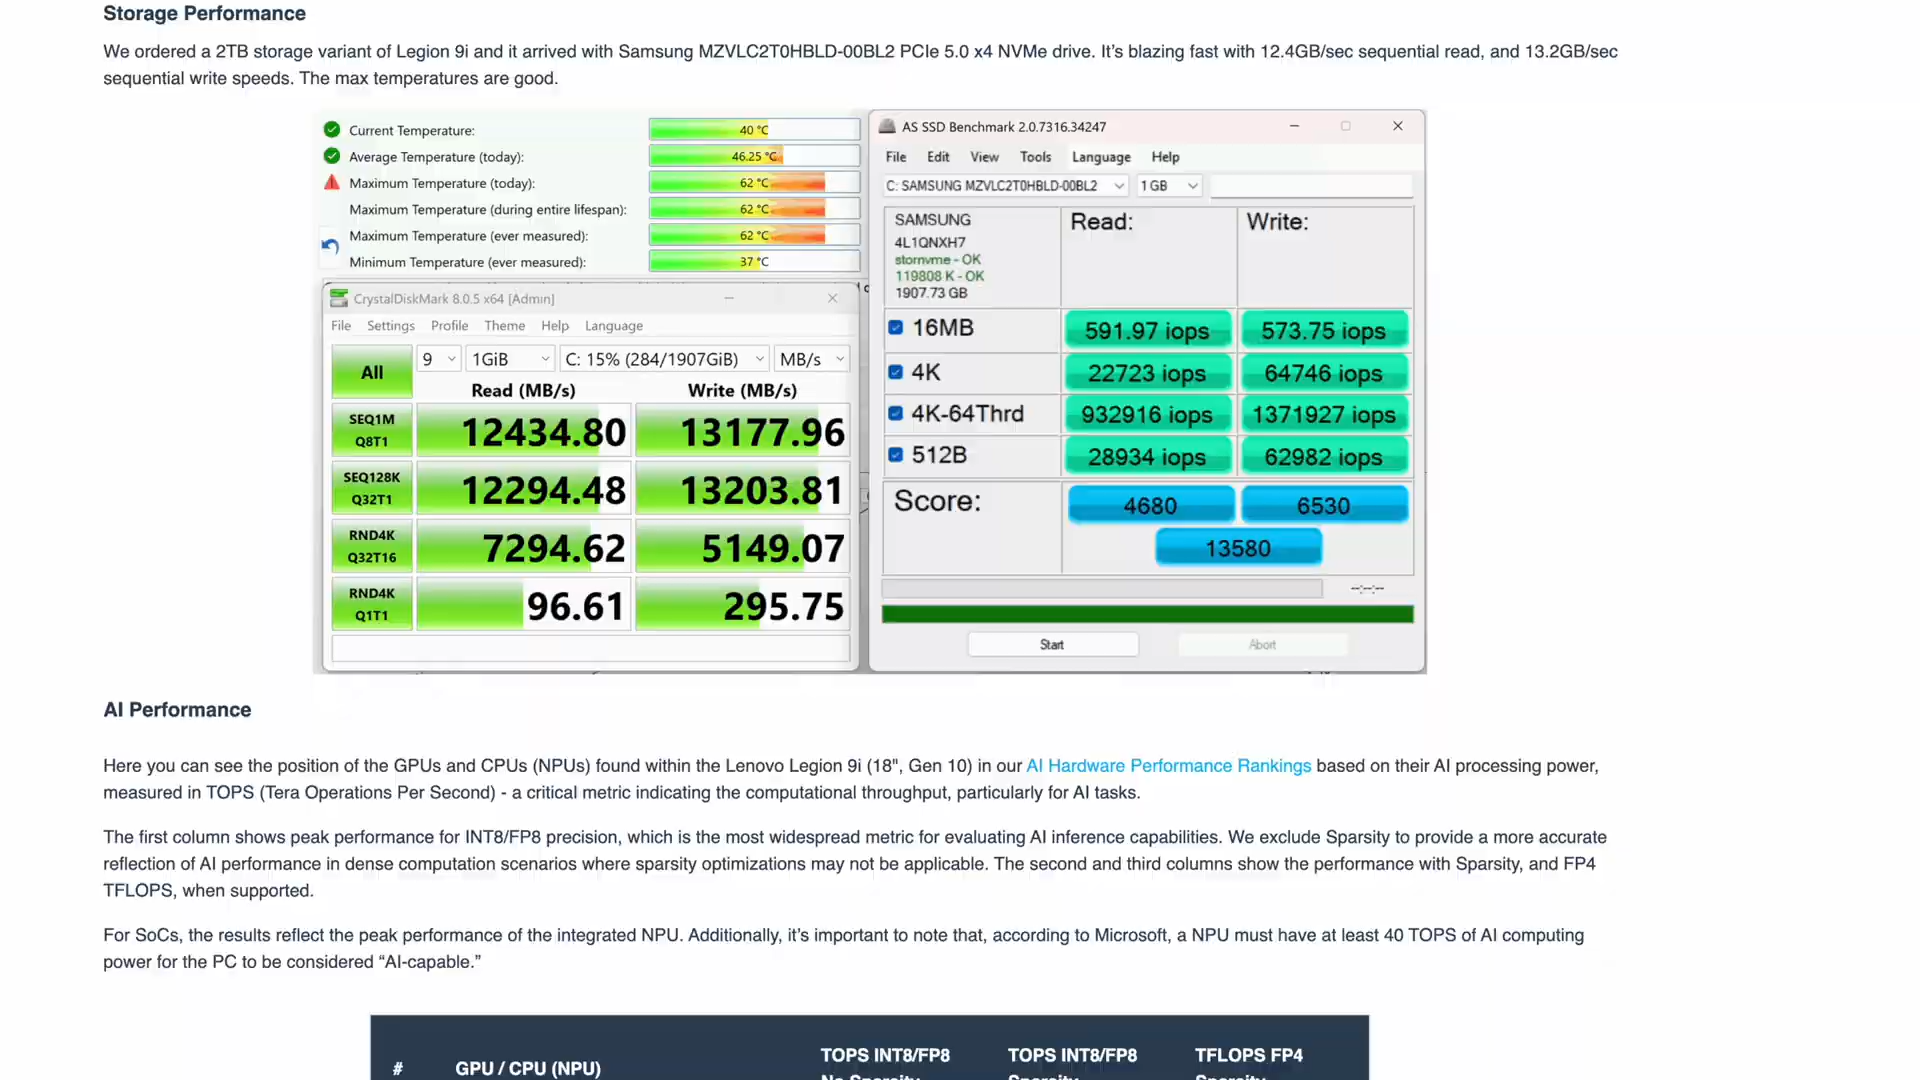 Storage Performance
We ordered a 2TB storage variant of Legion 9i and it arrived with Samsung MZVLC2T0HBLD-00BL2 PCIe 5.0 x4 NVMe drive. It’s blazing fast with 12.4GB/sec sequential read, and 13.2GB/sec
sequential write speeds. The max temperatures are good.
Current Temperature: 40 °C
Average Temperature (today): 46.25 °C
Maximum Temperature (today): 62 °C
Maximum Temperature (during entire lifespan): 62 °C
Maximum Temperature (ever measured): 62 °C
Minimum Temperature (ever measured): 37 °C
CrystalDiskMark 8.0.5 x64 [Admin]
File Settings Profile Theme Help Language
All 9 1GiB C: 15% (284/1907GiB) MB/s
Read (MB/s) Write (MB/s)
SEQ1M
Q8T1
12434.80 13177.96
SEQ128K
Q32T1
12294.48 13203.81
RND4K
Q32T16
7294.62 5149.07
RND4K
Q1T1
96.61 295.75
AS SSD Benchmark 2.0.7316.34247
File Edit View Tools Language Help
C: SAMSUNG MZVLC2T0HBLD-00BL2 1 GB
SAMSUNG
4L1QNXH7
stornvme - OK
119808 K - OK
1907.73 GB
Read: Write:
16MB 591.97 iops 573.75 iops
4K 22723 iops 64746 iops
4K-64Thrd 932916 iops 1371927 iops
512B 28934 iops 62982 iops
Score: 4680 6530
13580
--:--:--
Start Abort
AI Performance
Here you can see the position of the GPUs and CPUs (NPUs) found within the Lenovo Legion 9i (18", Gen 10) in our AI Hardware Performance Rankings based on their AI processing power,
measured in TOPS (Tera Operations Per Second) - a critical metric indicating the computational throughput, particularly for AI tasks.
The first column shows peak performance for INT8/FP8 precision, which is the most widespread metric for evaluating AI inference capabilities. We exclude Sparsity to provide a more accurate
reflection of AI performance in dense computation scenarios where sparsity optimizations may not be applicable. The second and third columns show the performance with Sparsity, and FP4
TFLOPS, when supported.
For SoCs, the results reflect the peak performance of the integrated NPU. Additionally, it’s important to note that, according to Microsoft, a NPU must have at least 40 TOPS of AI computing
power for the PC to be considered “AI-capable.”
# GPU / CPU (NPU) TOPS INT8/FP8 TOPS INT8/FP8 TFLOPS FP4
No Sparsity Sparsity Sparsity